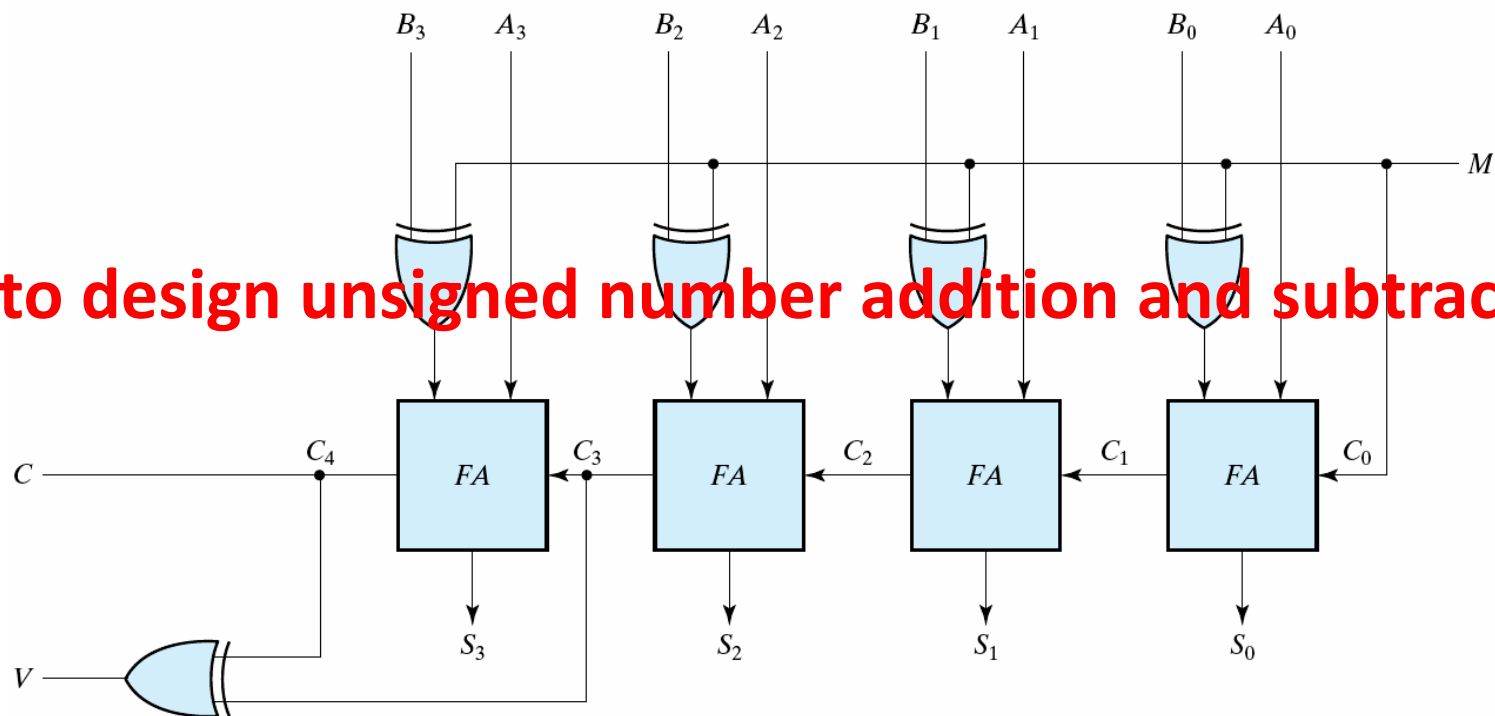 B₃ A₃ B₂ A₂ B₁ A₁ B₀ A₀
M
to design unsigned number addition and subtrac
C C₄ FA C₃ FA C₂ FA C₁ FA C₀
S₃ S₂ S₁ S₀
V